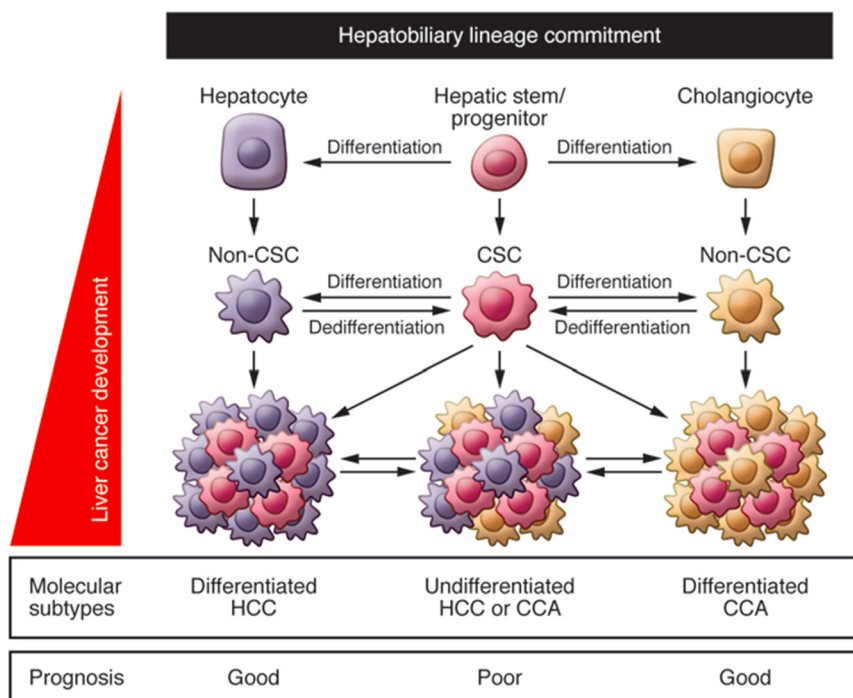 Hepatobiliary lineage commitment
Hepatocyte
Hepatic stem/
progenitor
Cholangiocyte
Differentiation
Differentiation
Non-CSC
CSC
Non-CSC
Differentiation
Differentiation
Dedifferentiation
Dedifferentiation
Liver cancer development
Molecular
subtypes
Differentiated
HCC
Undifferentiated
HCC or CCA
Differentiated
CCA
Prognosis
Good
Poor
Good